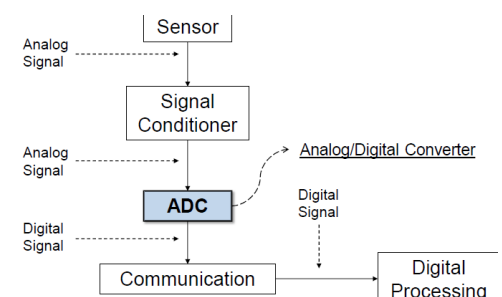 Sensor
Analog
Signal
Signal
Conditioner
Analog
Signal
Analog/Digital Converter
ADC
Digital
Signal
Digital
Signal
Communication
Digital
Processing